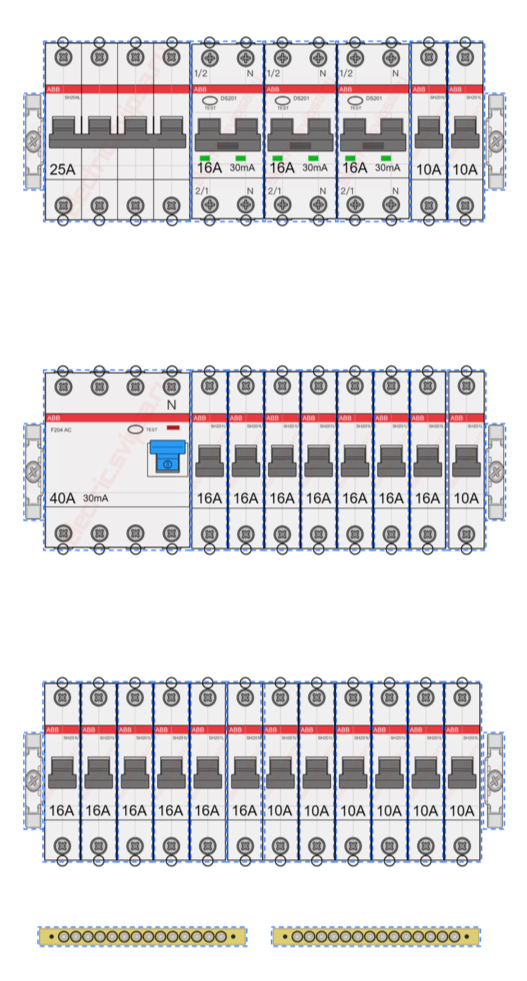 1/2 N 1/2 N 1/2 N
ABB ABB ABB ABB ABB ABB
SH204L DS201 DS201 DS201 SH201L SH201L
TEST TEST TEST
25A 16A 30mA 16A 30mA 16A 30mA 10A 10A
2/1 N 2/1 N 2/1 N
N
ABB ABB ABB ABB ABB ABB ABB ABB ABB
F204 AC TEST SH201L SH201L SH201L SH201L SH201L SH201L SH201L SH201L
40A 30mA 16A 16A 16A 16A 16A 16A 16A 10A
ABB ABB ABB ABB ABB ABB ABB ABB ABB ABB ABB ABB
SH201L SH201L SH201L SH201L SH201L SH201L SH201L SH201L SH201L SH201L SH201L SH201L
16A 16A 16A 16A 16A 16A 10A 10A 10A 10A 10A 10A